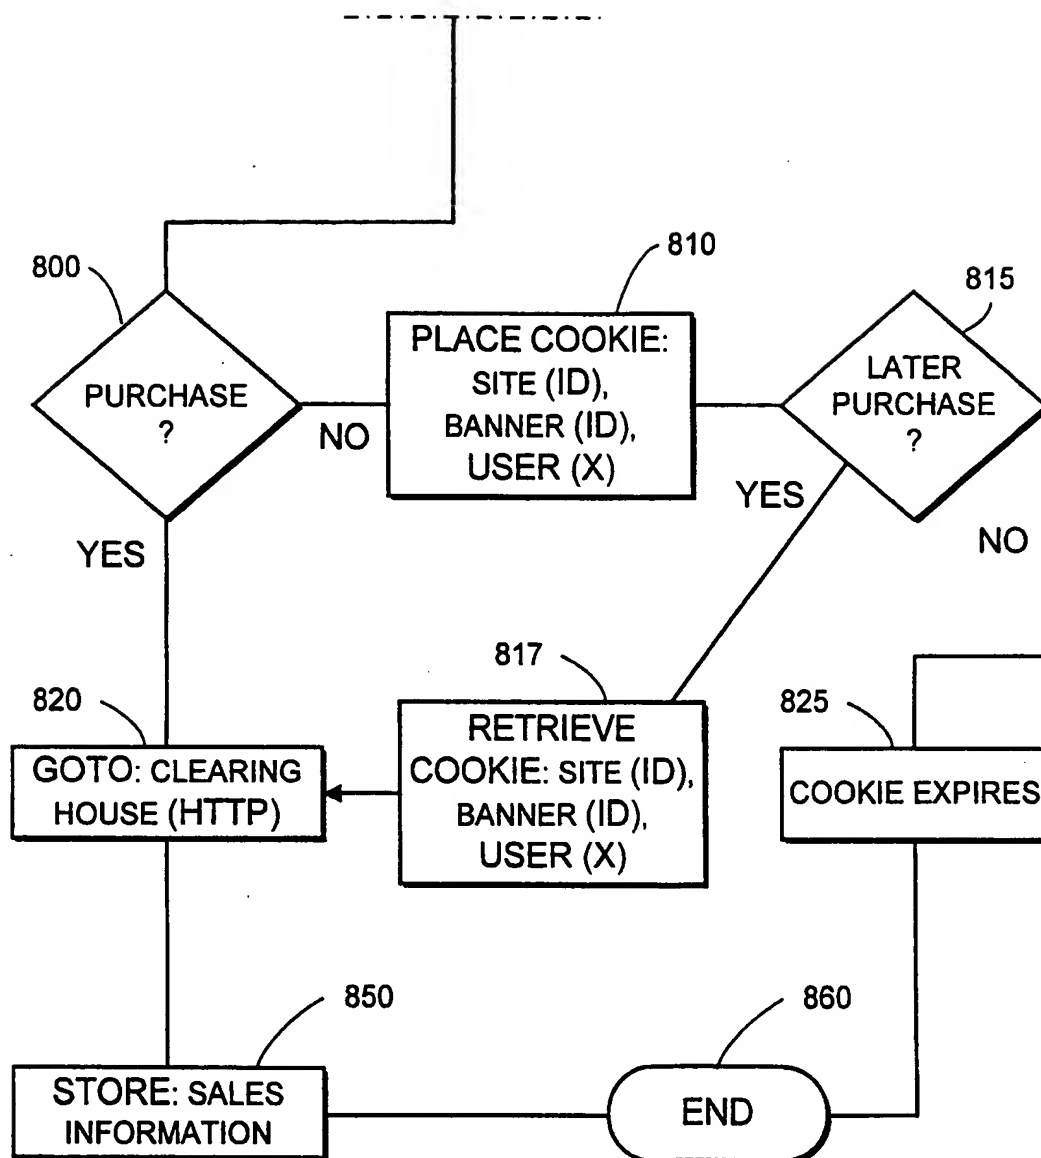 800
PURCHASE
?
NO
YES
810
PLACE COOKIE:
SITE (ID),
BANNER (ID),
USER (X)
815
LATER
PURCHASE
?
YES
NO
817
RETRIEVE
COOKIE: SITE (ID),
BANNER (ID),
USER (X)
820
GOTO: CLEARING
HOUSE (HTTP)
825
COOKIE EXPIRES
850
STORE: SALES
INFORMATION
860
END